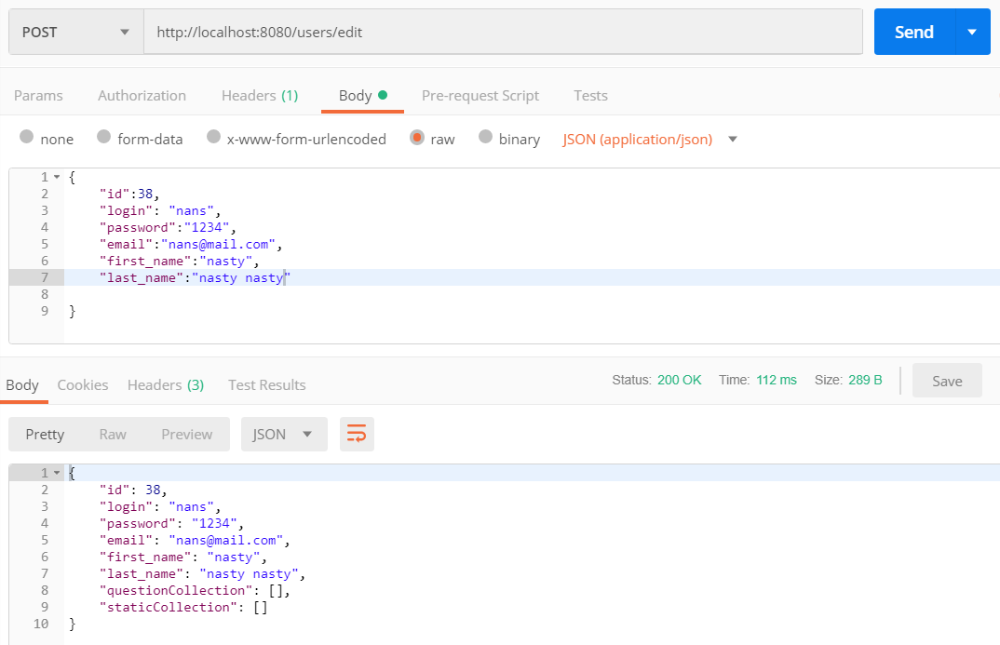 POST http://localhost:8080/users/edit Send
Params Authorization Headers (1) Body Pre-request Script Tests
none form-data x-www-form-urlencoded raw binary JSON (application/json)
1 {
2 "id":38,
3 "login": "nans",
4 "password":"1234",
5 "email":"nans@mail.com",
6 "first_name":"nasty",
7 "last_name":"nasty nasty"
8
9 }
Body Cookies Headers (3) Test Results Status: 200 OK Time: 112 ms Size: 289 B Save
Pretty Raw Preview JSON
1 {
2 "id": 38,
3 "login": "nans",
4 "password": "1234",
5 "email": "nans@mail.com",
6 "first_name": "nasty",
7 "last_name": "nasty nasty",
8 "questionCollection": [],
9 "staticCollection": []
10 }